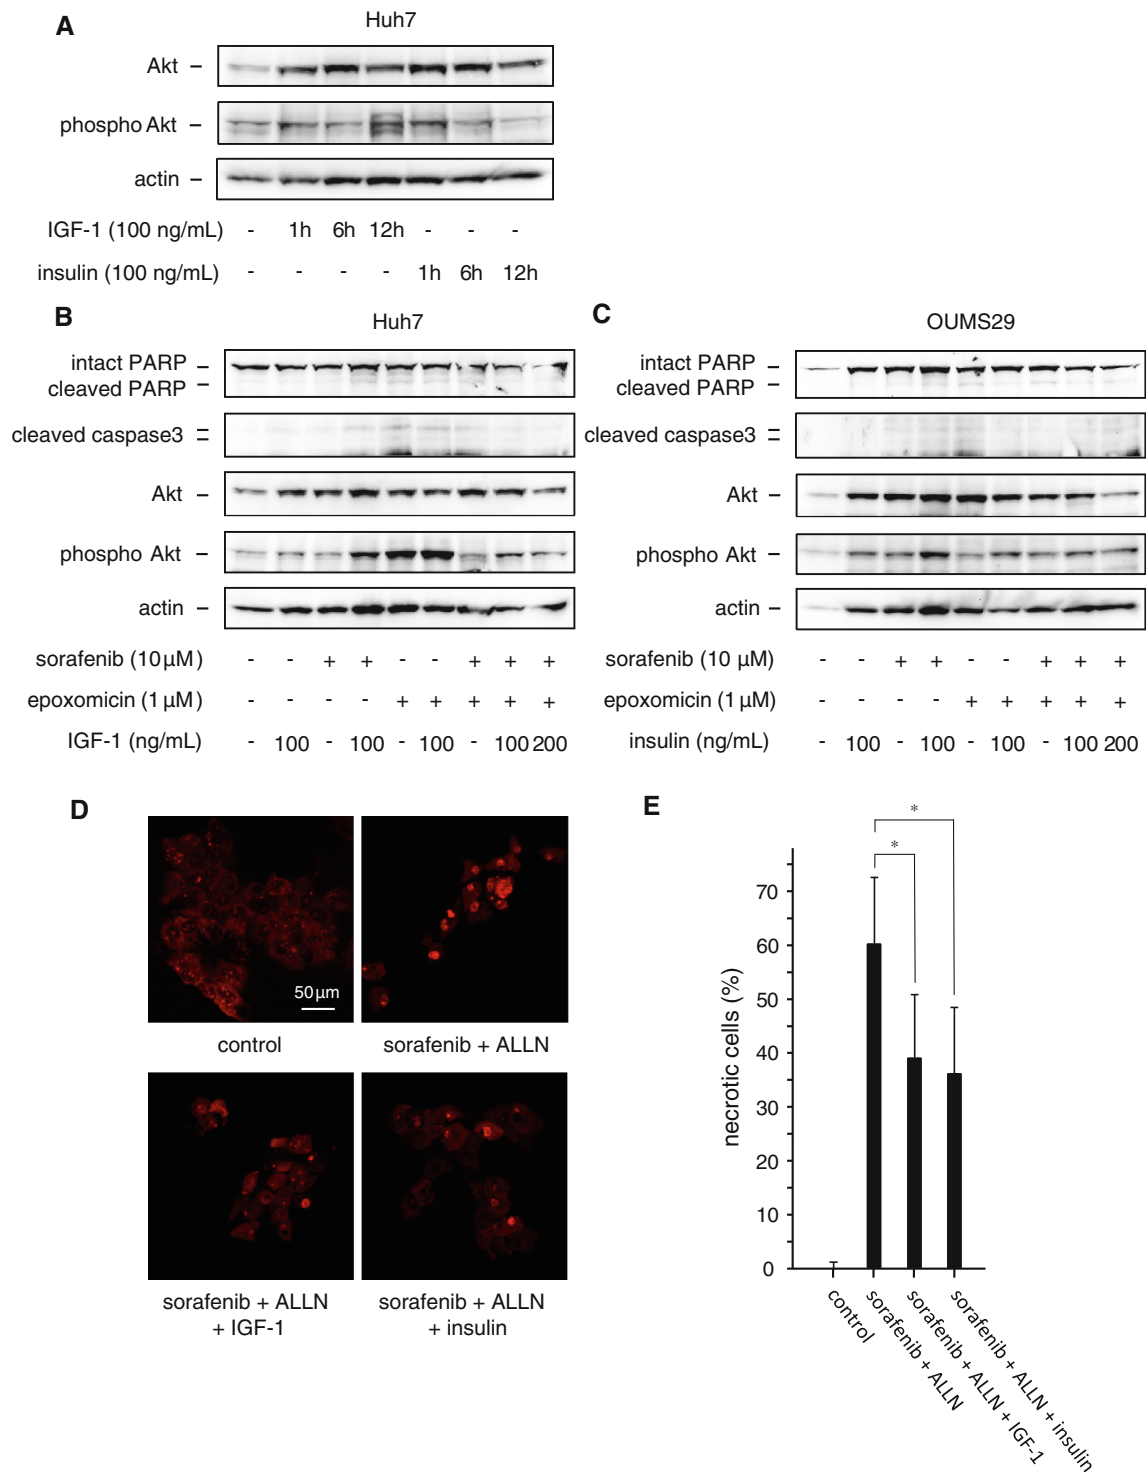 A
Huh7
Akt –
phospho Akt –
actin –
IGF-1 (100 ng/mL) - 1h 6h 12h - - -
insulin (100 ng/mL) - - - - 1h 6h 12h
B
Huh7
intact PARP –
cleaved PARP –
cleaved caspase3 =
Akt –
phospho Akt –
actin –
sorafenib (10 µM) - - + + - - + + +
epoxomicin (1 µM) - - - - + + + + +
IGF-1 (ng/mL) - 100 - 100 - 100 - 100 200
C
OUMS29
intact PARP –
cleaved PARP –
cleaved caspase3 =
Akt –
phospho Akt –
actin –
sorafenib (10 µM) - - + + - - + + +
epoxomicin (1 µM) - - - - + + + + +
insulin (ng/mL) - 100 - 100 - 100 - 100 200
D
50 µm
control
sorafenib + ALLN
sorafenib + ALLN
+ IGF-1
sorafenib + ALLN
+ insulin
E
*
*
necrotic cells (%)
70
60
50
40
30
20
10
0
control
sorafenib + ALLN
sorafenib + ALLN + IGF-1
sorafenib + ALLN + insulin